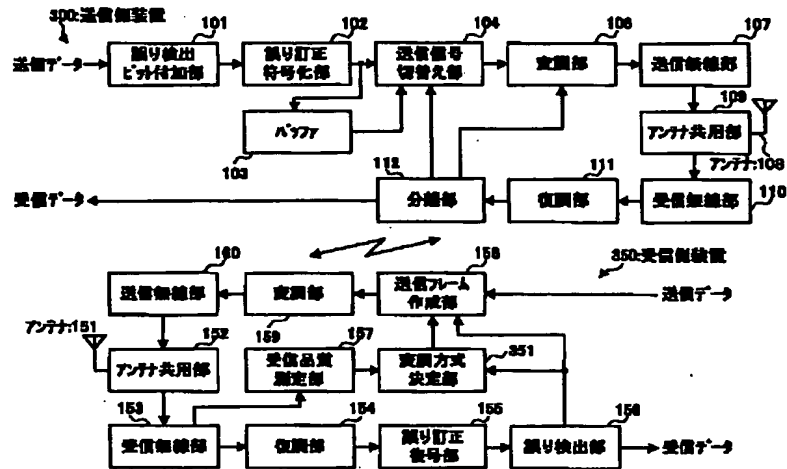 300:送信側装置
101
102
104
106
107
送信データ
誤り検出
ビット付加部
誤り訂正
符号化部
送信信号
切替え部
変調部
送信無線部
109
バッファ
アンテナ共用部
103
112
111
アンテナ:108
受信データ
分離部
復調部
受信無線部
110
160
158
350:受信側装置
送信無線部
変調部
送信フレーム
作成部
送信データ
アンテナ:151
152
159
157
351
アンテナ共用部
受信品質
測定部
変調方式
決定部
153
154
155
156
受信無線部
復調部
誤り訂正
復号部
誤り検出部
受信データ